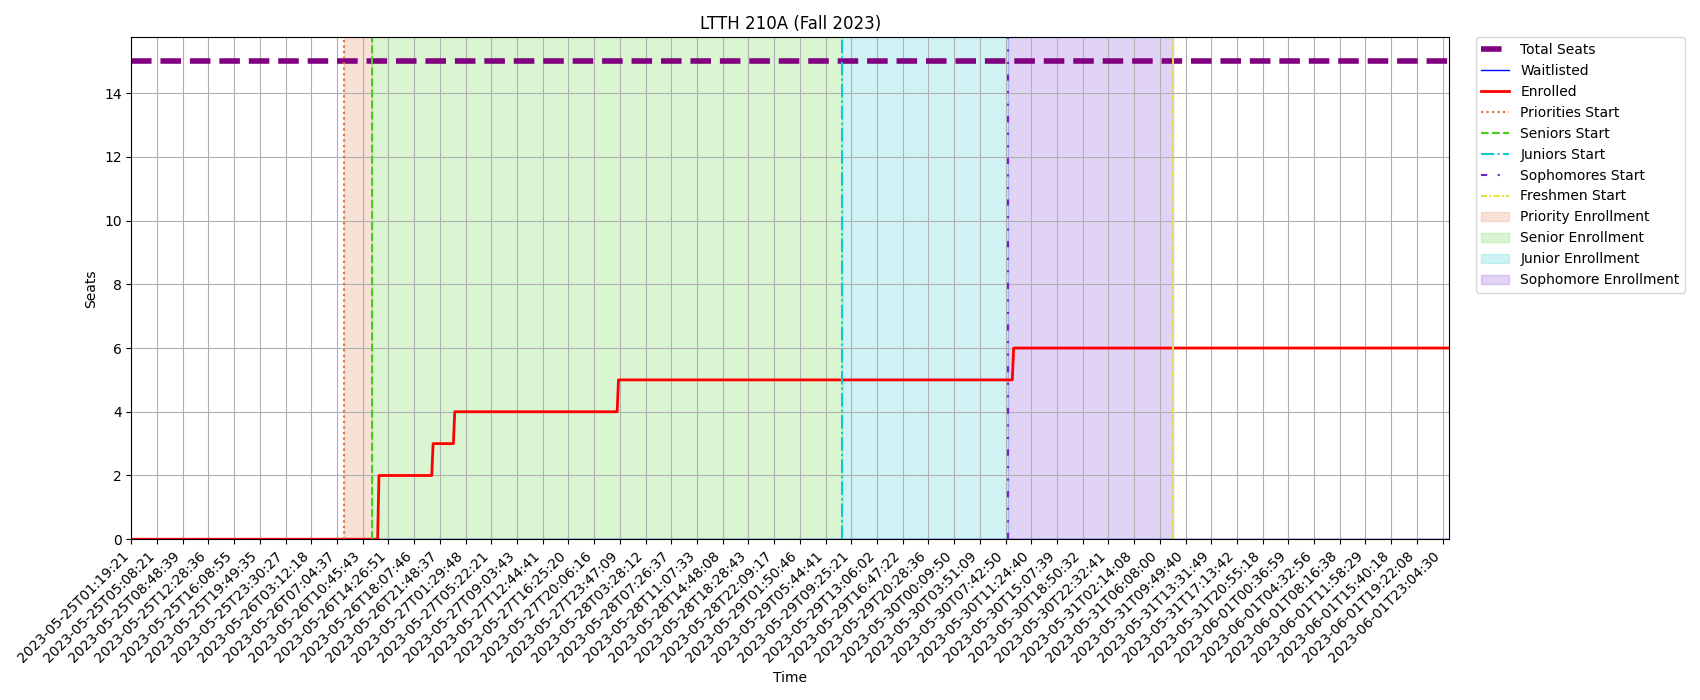 LTTH 210A (Fall 2023)
Seats
14
12
10
8
6
4
2
0
2023-05-25T01:19:21
2023-05-25T05:08:21
2023-05-25T08:48:39
2023-05-25T12:28:36
2023-05-25T16:08:55
2023-05-25T19:49:35
2023-05-25T23:30:27
2023-05-26T03:12:18
2023-05-26T07:04:37
2023-05-26T10:45:43
2023-05-26T14:26:51
2023-05-26T18:07:46
2023-05-26T21:48:37
2023-05-27T01:29:48
2023-05-27T05:22:21
2023-05-27T09:03:43
2023-05-27T12:44:41
2023-05-27T16:25:20
2023-05-27T20:06:16
2023-05-27T23:47:09
2023-05-28T03:28:12
2023-05-28T07:26:37
2023-05-28T11:07:33
2023-05-28T14:48:08
2023-05-28T18:28:43
2023-05-28T22:09:17
2023-05-29T01:50:46
2023-05-29T05:44:41
2023-05-29T09:25:21
2023-05-29T13:06:02
2023-05-29T16:47:22
2023-05-29T20:28:36
2023-05-30T00:09:50
2023-05-30T03:51:09
2023-05-30T07:42:50
2023-05-30T11:24:40
2023-05-30T15:07:39
2023-05-30T18:50:32
2023-05-30T22:32:41
2023-05-31T02:14:08
2023-05-31T06:08:00
2023-05-31T09:49:40
2023-05-31T13:31:49
2023-05-31T17:13:42
2023-05-31T20:55:18
2023-06-01T00:36:59
2023-06-01T04:32:56
2023-06-01T08:16:38
2023-06-01T11:58:29
2023-06-01T15:40:18
2023-06-01T19:22:08
2023-06-01T23:04:30
Time
Total Seats
Waitlisted
Enrolled
Priorities Start
Seniors Start
Juniors Start
Sophomores Start
Freshmen Start
Priority Enrollment
Senior Enrollment
Junior Enrollment
Sophomore Enrollment